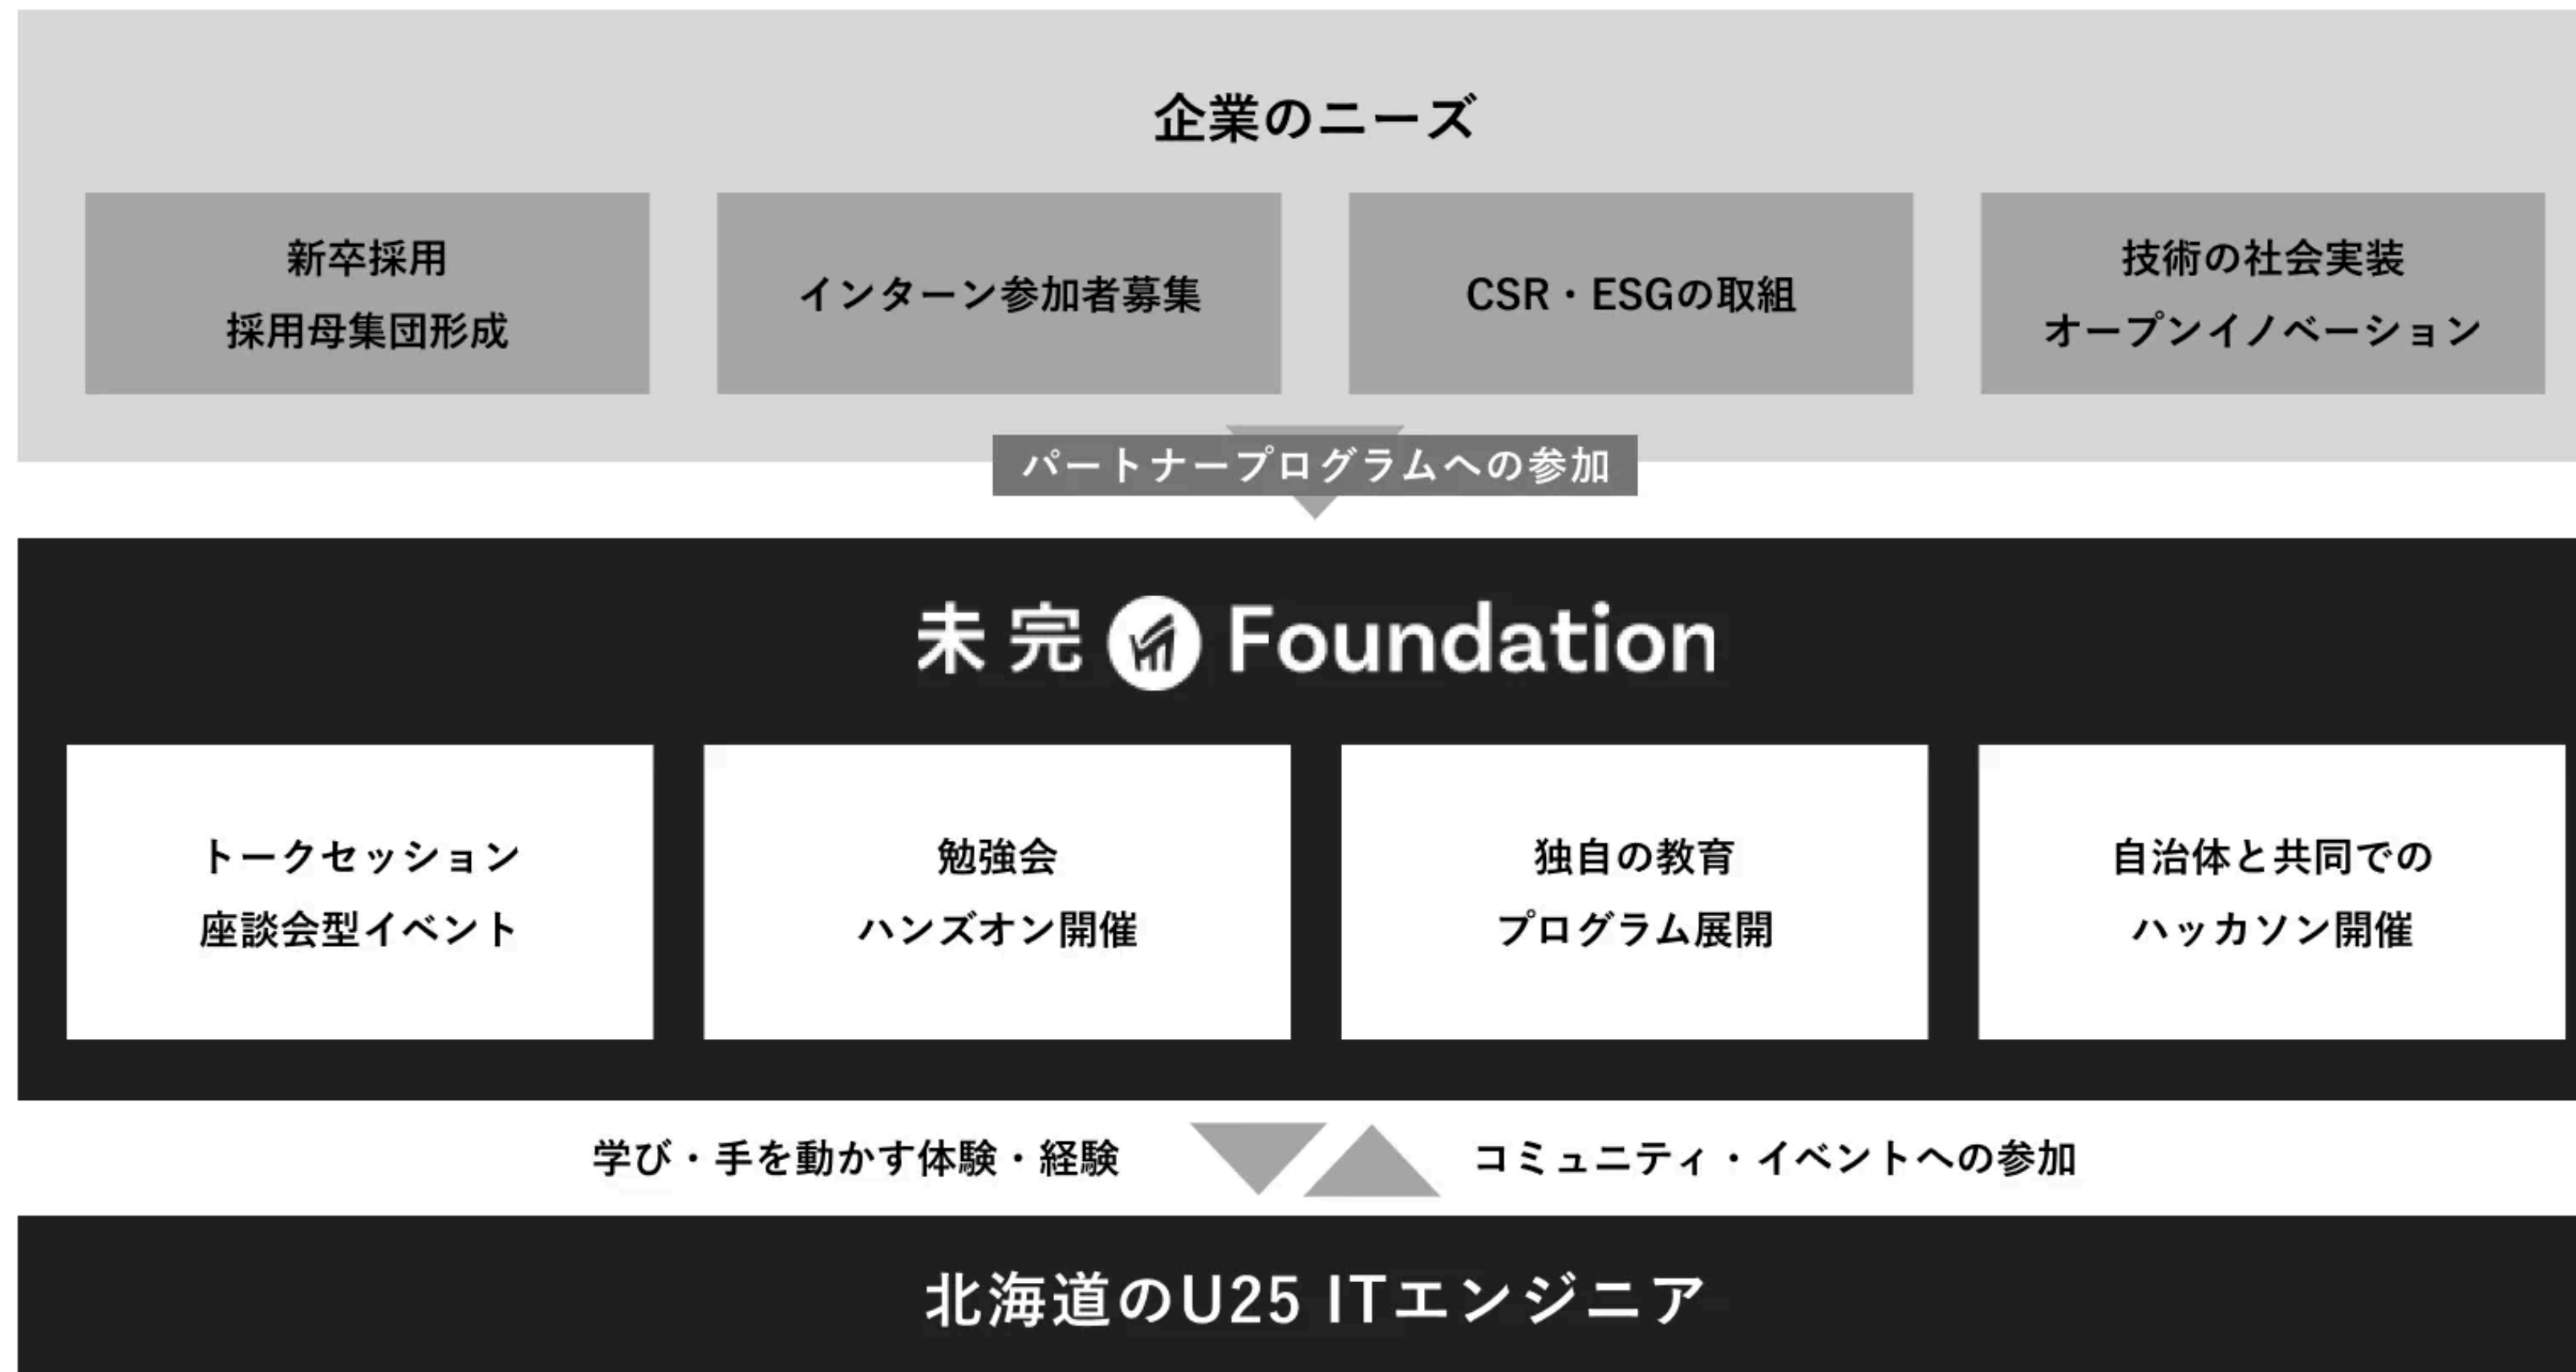 企業のニーズ
新卒採用
採用母集団形成
インターン参加者募集
CSR・ESGの取組
技術の社会実装
オープンイノベーション
パートナープログラムへの参加
未完 Foundation
トークセッション
座談会型イベント
勉強会
ハンズオン開催
独自の教育
プログラム展開
自治体と共同での
ハッカソン開催
学び・手を動かす体験・経験
コミュニティ・イベントへの参加
北海道のU25 ITエンジニア